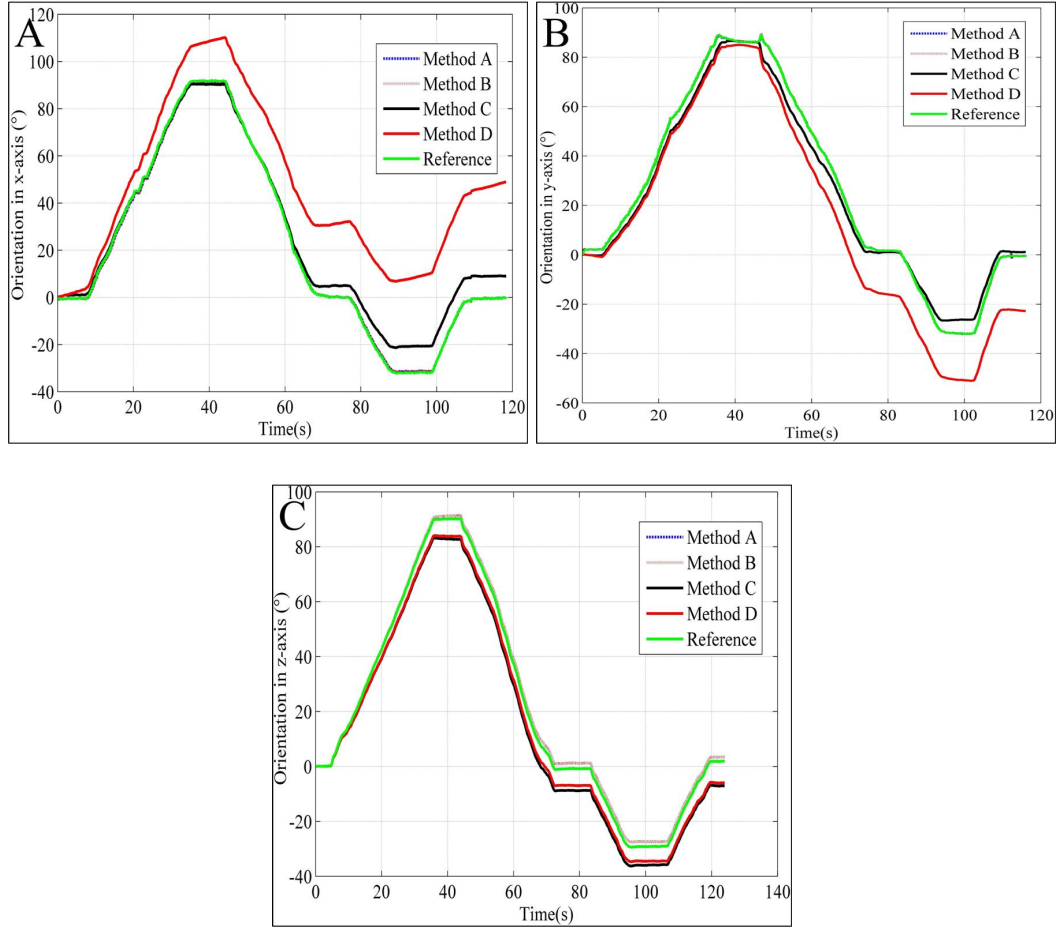 A
Orientation in x-axis (°)
120
100
80
60
40
20
0
-20
-40
0 20 40 60 80 100 120
Time(s)
Method A
Method B
Method C
Method D
Reference
B
Orientation in y-axis (°)
100
80
60
40
20
0
-20
-40
-60
0 20 40 60 80 100 120
Time(s)
Method A
Method B
Method C
Method D
Reference
C
Orientation in z-axis (°)
100
80
60
40
20
0
-20
-40
0 20 40 60 80 100 120 140
Time(s)
Method A
Method B
Method C
Method D
Reference